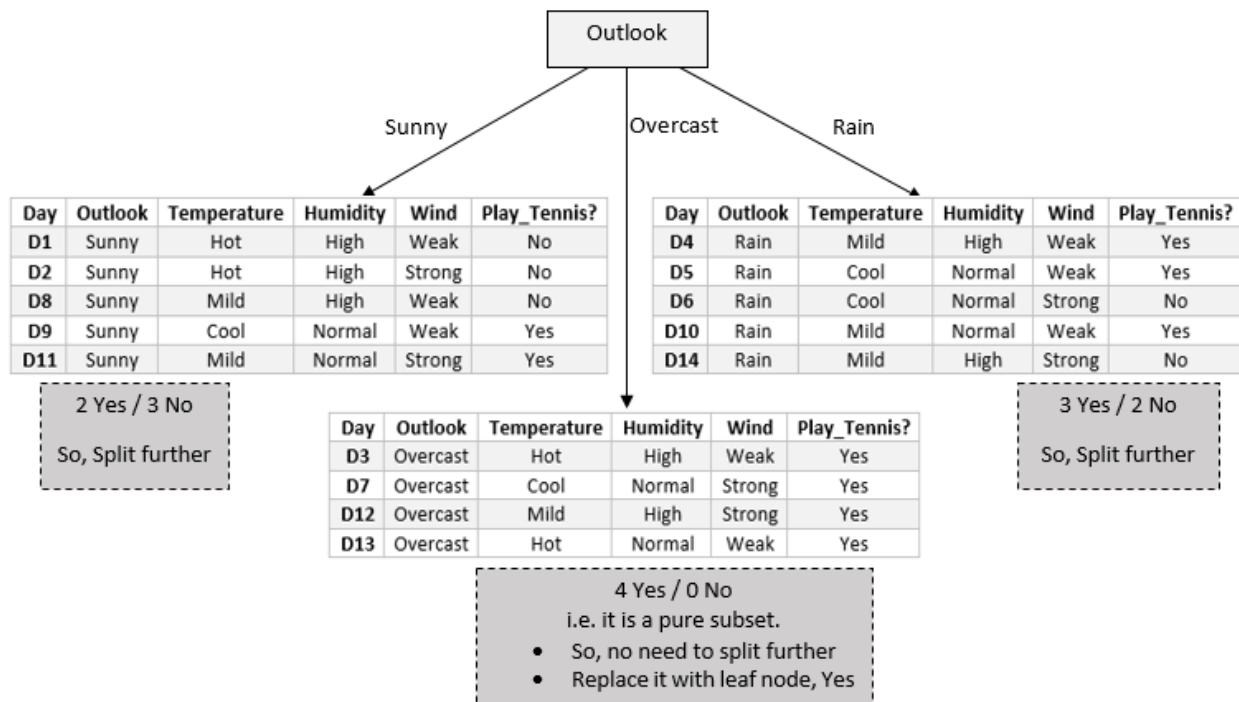 Outlook
Sunny
Overcast
Rain
Day Outlook Temperature Humidity Wind Play_Tennis?
D1 Sunny Hot High Weak No
D2 Sunny Hot High Strong No
D8 Sunny Mild High Weak No
D9 Sunny Cool Normal Weak Yes
D11 Sunny Mild Normal Strong Yes
2 Yes / 3 No
So, Split further
Day Outlook Temperature Humidity Wind Play_Tennis?
D4 Rain Mild High Weak Yes
D5 Rain Cool Normal Weak Yes
D6 Rain Cool Normal Strong No
D10 Rain Mild Normal Weak Yes
D14 Rain Mild High Strong No
3 Yes / 2 No
So, Split further
Day Outlook Temperature Humidity Wind Play_Tennis?
D3 Overcast Hot High Weak Yes
D7 Overcast Cool Normal Strong Yes
D12 Overcast Mild High Strong Yes
D13 Overcast Hot Normal Weak Yes
4 Yes / 0 No
i.e. it is a pure subset.
• So, no need to split further
• Replace it with leaf node, Yes